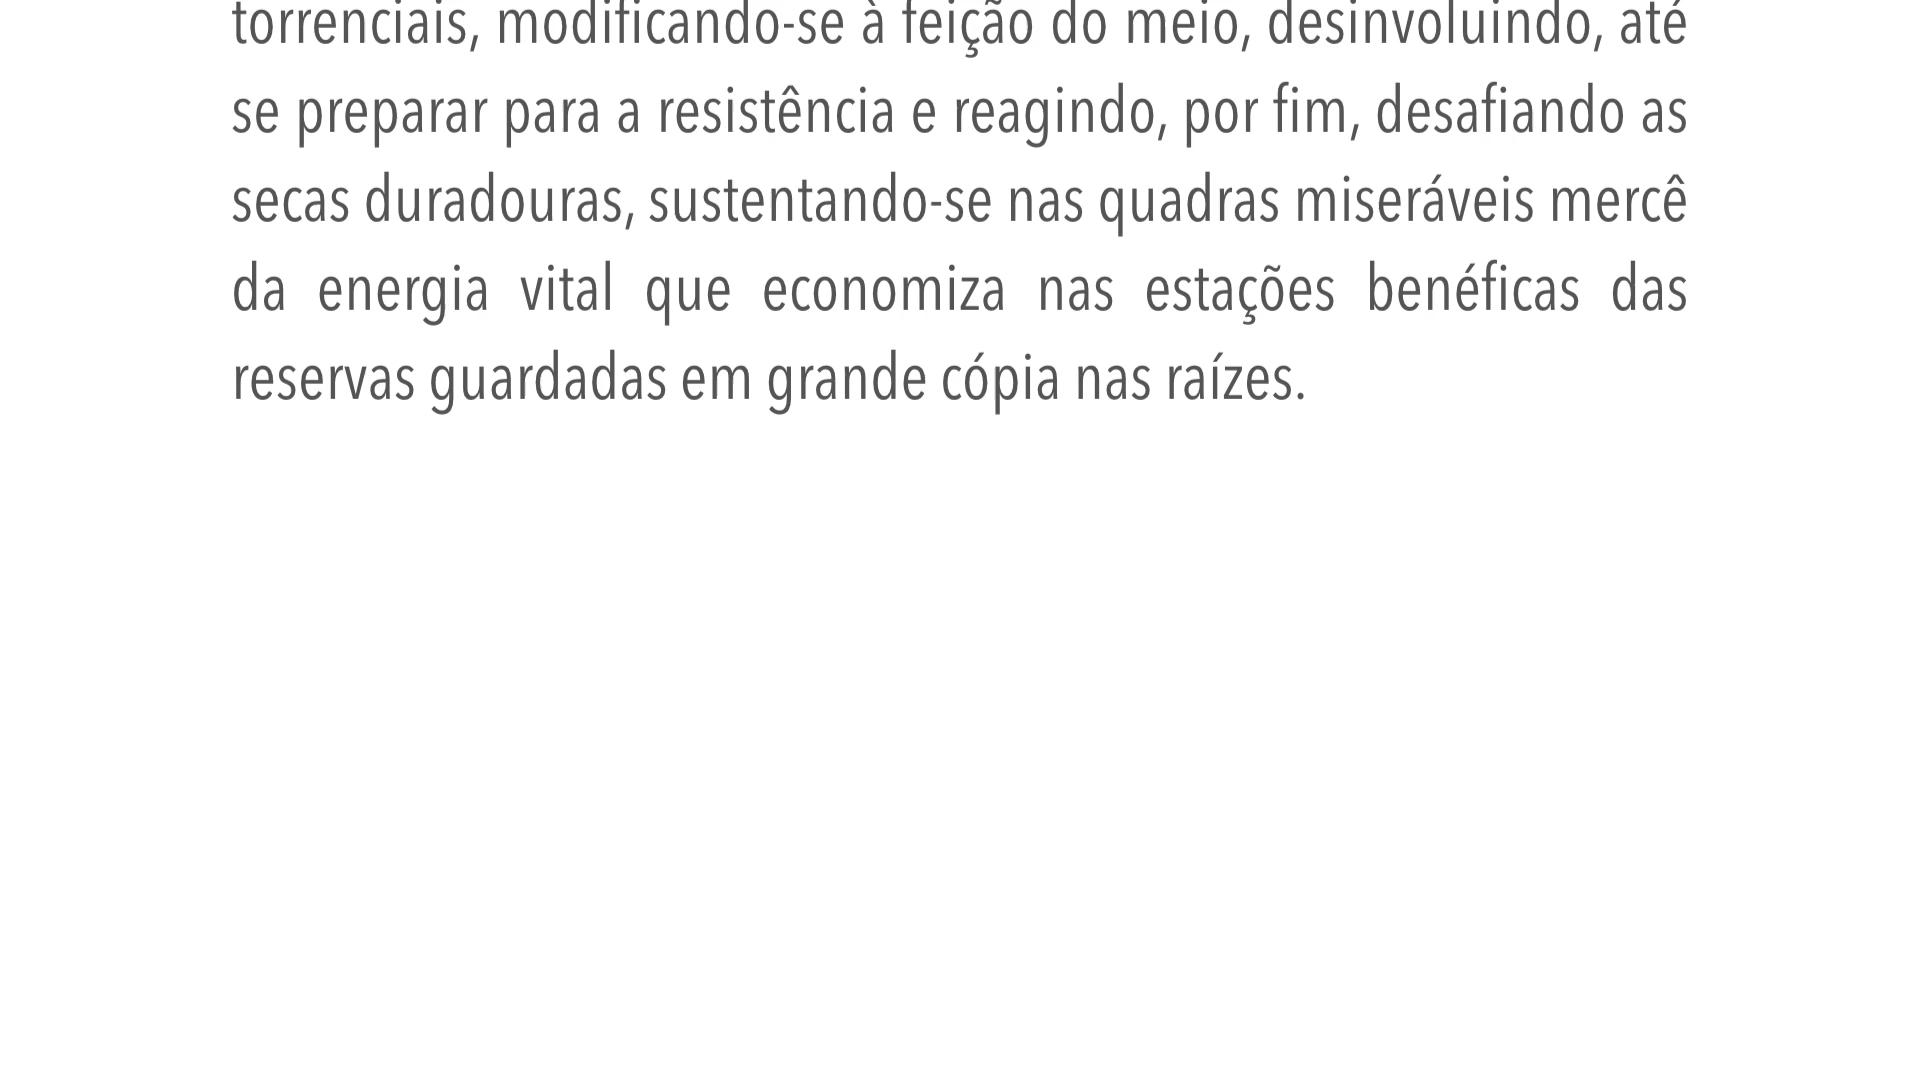 torrenciais, modificando-se à feição do meio, desinvoluindo, até
se preparar para a resistência e reagindo, por fim, desafiando as
secas duradouras, sustentando-se nas quadras miseráveis mercê
da energia vital que economiza nas estações benéficas das
reservas guardadas em grande cópia nas raízes.